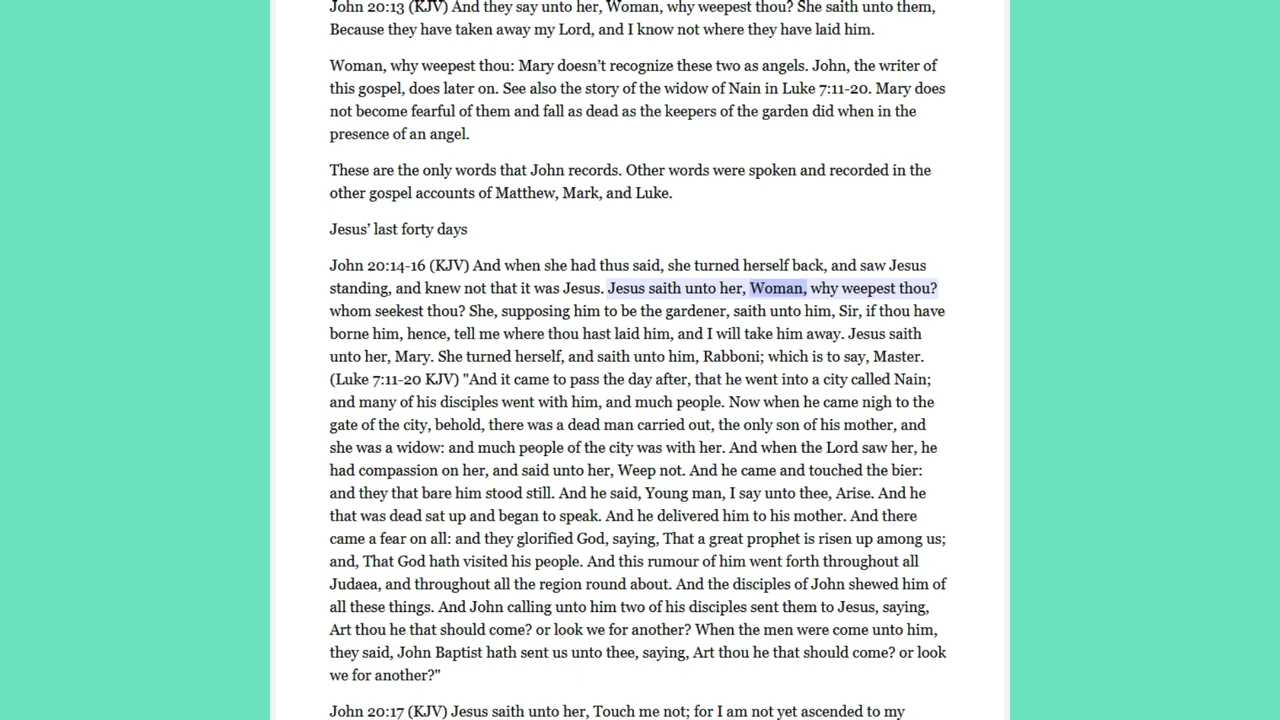 John 20:13 (KJV) And they say unto her, Woman, why weepest thou? She saith unto them,
Because they have taken away my Lord, and I know not where they have laid him.
Woman, why weepest thou: Mary doesn’t recognize these two as angels. John, the writer of
this gospel, does later on. See also the story of the widow of Nain in Luke 7:11-20. Mary does
not become fearful of them and fall as dead as the keepers of the garden did when in the
presence of an angel.
These are the only words that John records. Other words were spoken and recorded in the
other gospel accounts of Matthew, Mark, and Luke.
Jesus’ last forty days
John 20:14-16 (KJV) And when she had thus said, she turned herself back, and saw Jesus
standing, and knew not that it was Jesus. Jesus saith unto her, Woman, why weepest thou?
whom seekest thou? She, supposing him to be the gardener, saith unto him, Sir, if thou have
borne him, hence, tell me where thou hast laid him, and I will take him away. Jesus saith
unto her, Mary. She turned herself, and saith unto him, Rabboni; which is to say, Master.
(Luke 7:11-20 KJV) "And it came to pass the day after, that he went into a city called Nain;
and many of his disciples went with him, and much people. Now when he came nigh to the
gate of the city, behold, there was a dead man carried out, the only son of his mother, and
she was a widow: and much people of the city was with her. And when the Lord saw her, he
had compassion on her, and said unto her, Weep not. And he came and touched the bier:
and they that bare him stood still. And he said, Young man, I say unto thee, Arise. And he
that was dead sat up and began to speak. And he delivered him to his mother. And there
came a fear on all: and they glorified God, saying, That a great prophet is risen up among us;
and, That God hath visited his people. And this rumour of him went forth throughout all
Judaea, and throughout all the region round about. And the disciples of John shewed him of
all these things. And John calling unto him two of his disciples sent them to Jesus, saying,
Art thou he that should come? or look we for another? When the men were come unto him,
they said, John Baptist hath sent us unto thee, saying, Art thou he that should come? or look
we for another?"
John 20:17 (KJV) Jesus saith unto her, Touch me not; for I am not yet ascended to my